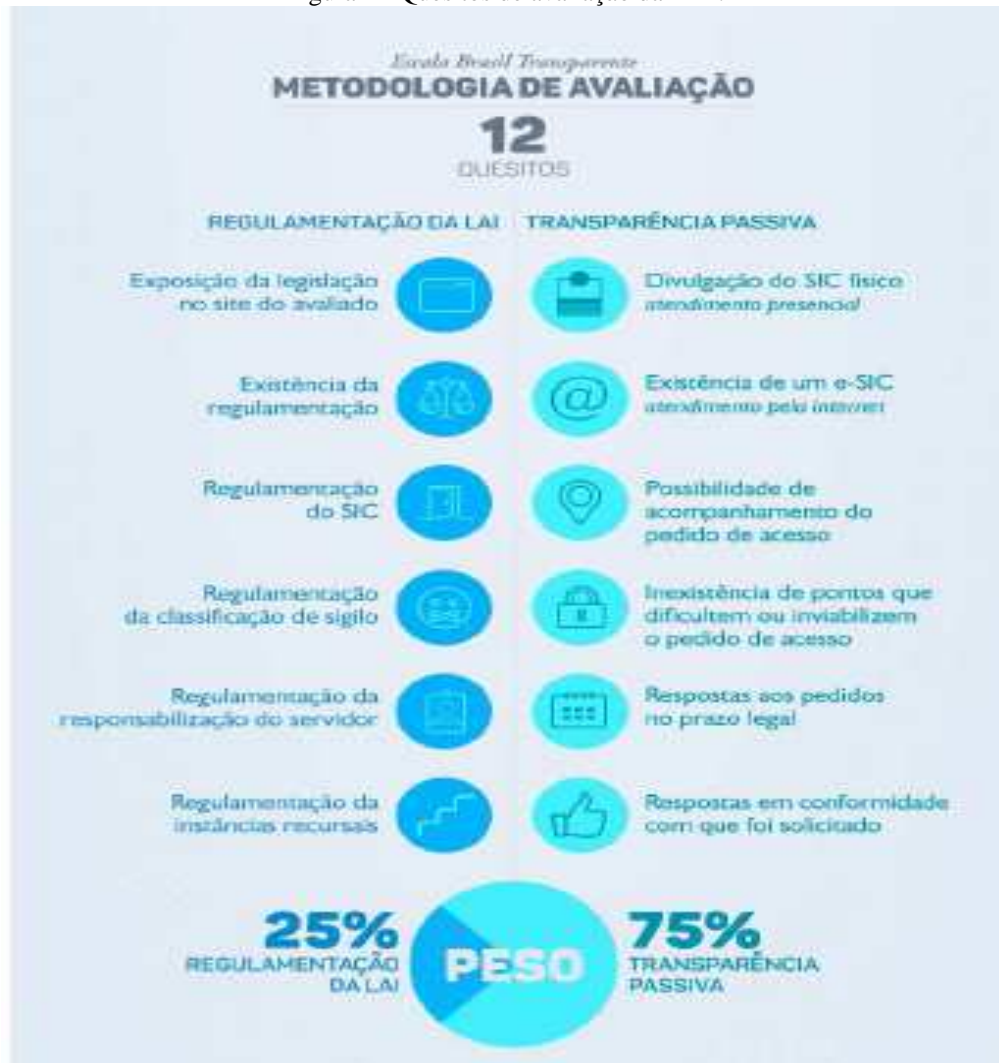 Escala Brasil Transparente
METODOLOGIA DE AVALIAÇÃO
12
QUESITOS
REGULAMENTAÇÃO DA LAI
TRANSPARÊNCIA PASSIVA
Exposição da legislação
no site do avaliado
Divulgação do SIC físico
atendimento presencial
Existência da
regulamentação
Existência de um e-SIC
atendimento pela internet
Regulamentação
do SIC
Possibilidade de
acompanhamento do
pedido de acesso
Regulamentação
da classificação de sigilo
Inexistência de pontos que
dificultem ou inviabilizem
o pedido de acesso
Regulamentação da
responsabilização do servidor
Respostas aos pedidos
no prazo legal
Regulamentação da
instâncias recursais
Respostas em conformidade
com que foi solicitado
25%
REGULAMENTAÇÃO
DA LAI
PESO
75%
TRANSPARÊNCIA
PASSIVA